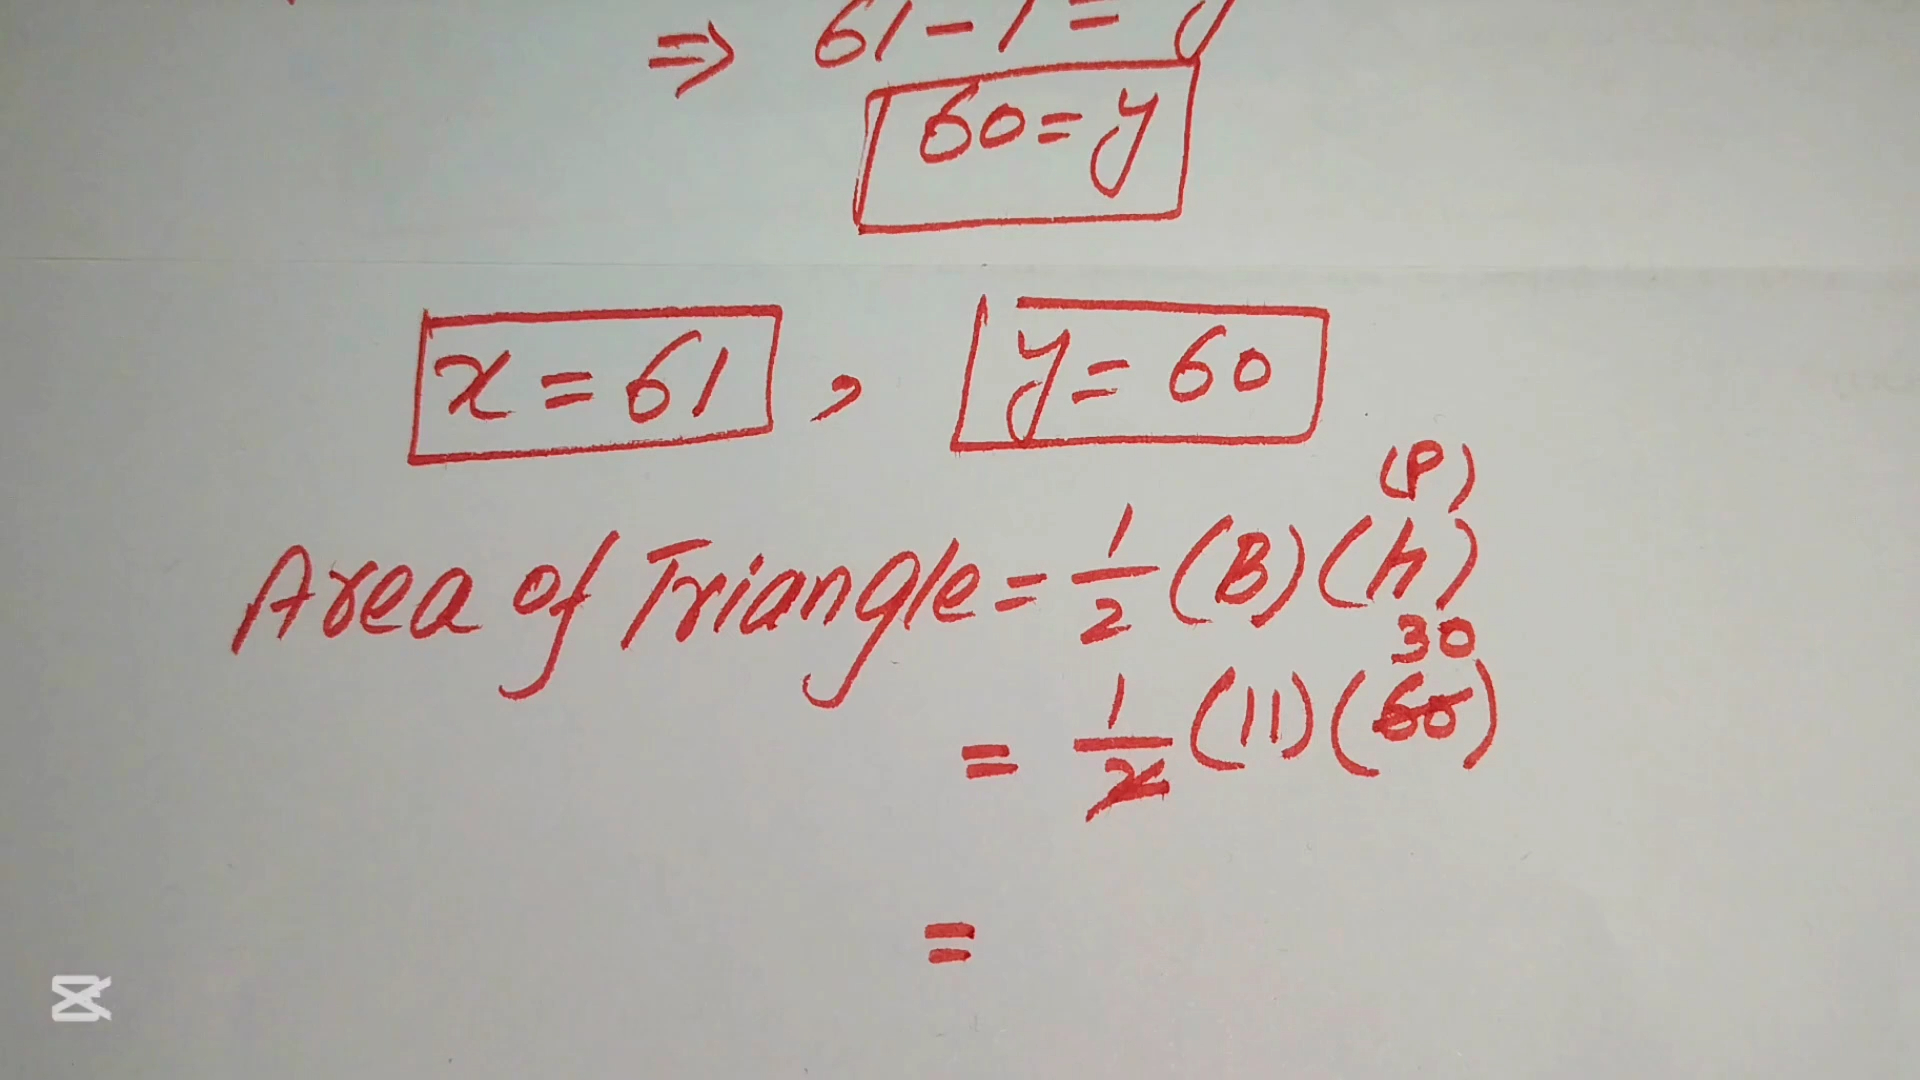 ⇒ 61 - 1 = y
60 = y
x = 61 , y = 60
(P)
Area of Triangle = 1/2 (B) (h)
30
= 1/2 (11) (60)
=